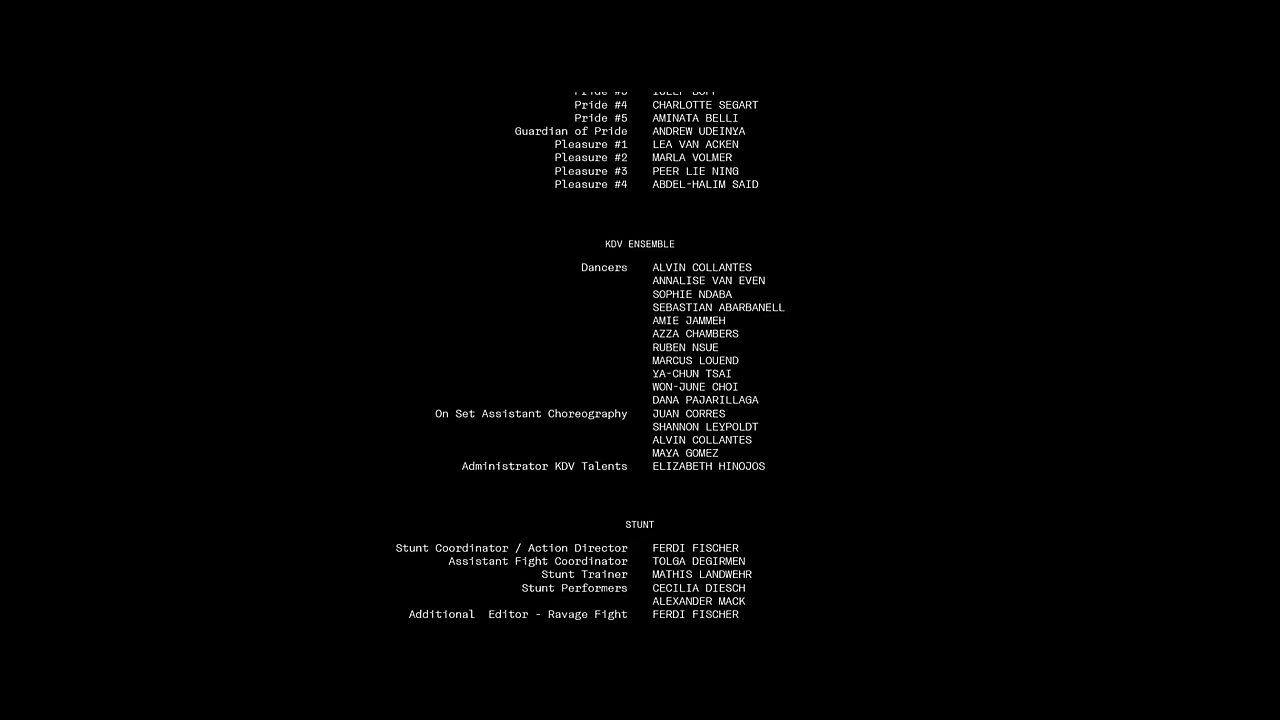 Pride #4 CHARLOTTE SEGART
Pride #5 AMINATA BELLI
Guardian of Pride ANDREW UDEINYA
Pleasure #1 LEA VAN ACKEN
Pleasure #2 MARLA VOLMER
Pleasure #3 PEER LIE NING
Pleasure #4 ABDEL-HALIM SAID
KDV ENSEMBLE
Dancers ALVIN COLLANTES
ANNALISE VAN EVEN
SOPHIE NDABA
SEBASTIAN ABARBANELL
AMIE JAMMEH
AZZA CHAMBERS
RUBEN NSUE
MARCUS LOUEND
YA-CHUN TSAI
WON-JUNE CHOI
DANA PAJARILLAGA
On Set Assistant Choreography JUAN CORRES
SHANNON LEYPOLDT
ALVIN COLLANTES
MAYA GOMEZ
Administrator KDV Talents ELIZABETH HINOJOS
STUNT
Stunt Coordinator / Action Director FERDI FISCHER
Assistant Fight Coordinator TOLGA DEGIRMEN
Stunt Trainer MATHIS LANDWEHR
Stunt Performers CECILIA DIESCH
ALEXANDER MACK
Additional  Editor - Ravage Fight FERDI FISCHER